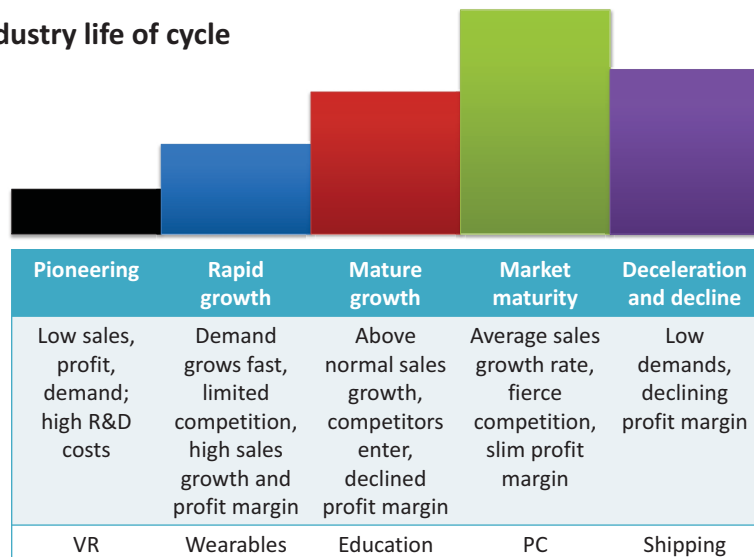 dustry life of cycle
Pioneering
Rapid
growth
Mature
growth
Market
maturity
Deceleration
and decline
Low sales,
profit,
demand;
high R&D
costs
Demand
grows fast,
limited
competition,
high sales
growth and
profit margin
Above
normal sales
growth,
competitors
enter,
declined
profit margin
Average sales
growth rate,
fierce
competition,
slim profit
margin
Low
demands,
declining
profit margin
VR
Wearables
Education
PC
Shipping